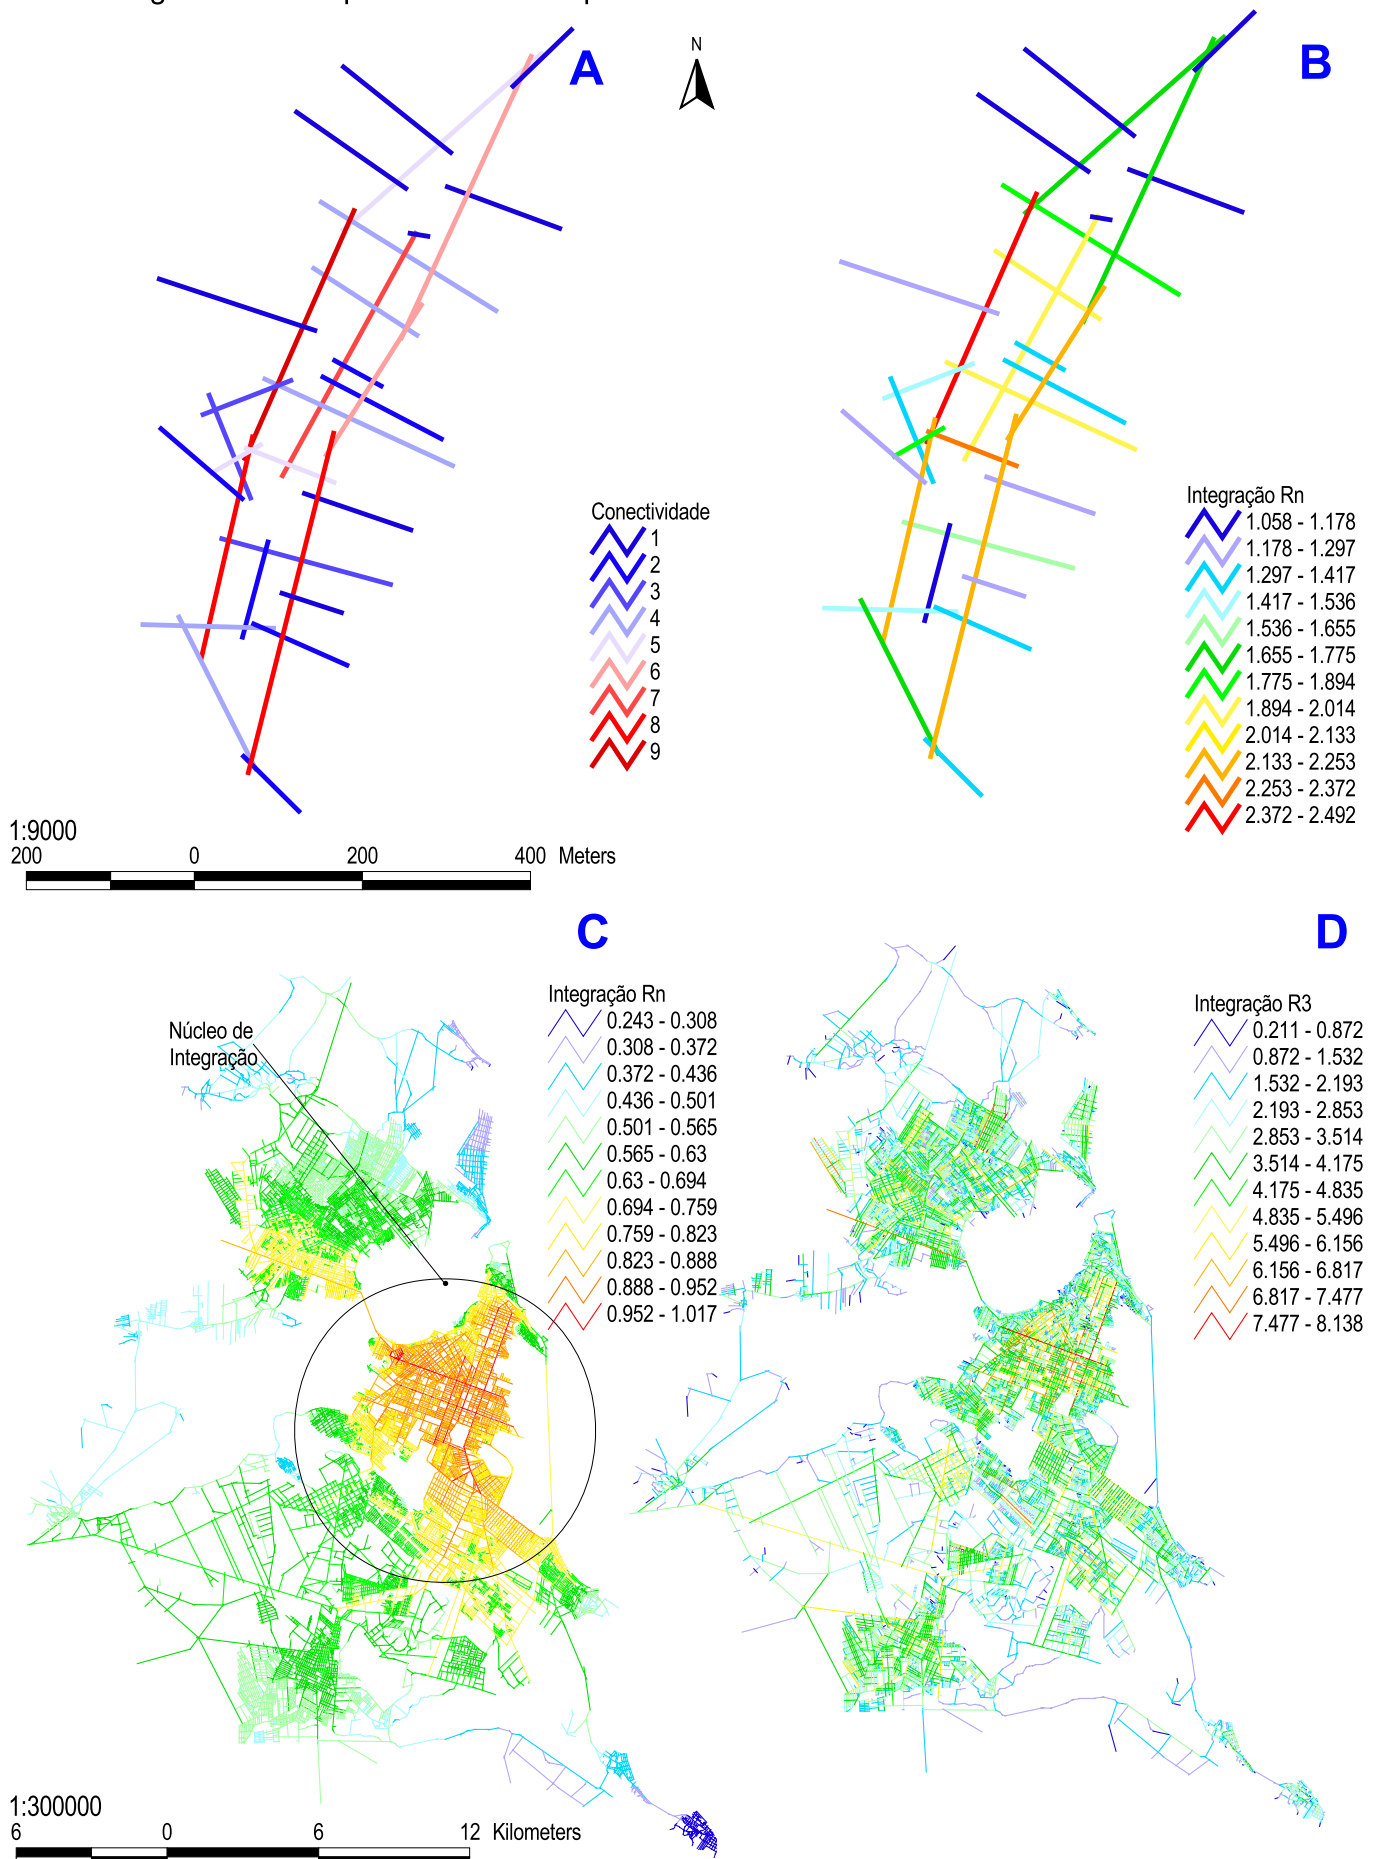 A
N
B
Conectividade
1
2
3
4
5
6
7
8
9
Integração Rn
1.058 - 1.178
1.178 - 1.297
1.297 - 1.417
1.417 - 1.536
1.536 - 1.655
1.655 - 1.775
1.775 - 1.894
1.894 - 2.014
2.014 - 2.133
2.133 - 2.253
2.253 - 2.372
2.372 - 2.492
1:9000
200 0 200 400 Meters
C
D
Núcleo de
Integração
Integração Rn
0.243 - 0.308
0.308 - 0.372
0.372 - 0.436
0.436 - 0.501
0.501 - 0.565
0.565 - 0.63
0.63 - 0.694
0.694 - 0.759
0.759 - 0.823
0.823 - 0.888
0.888 - 0.952
0.952 - 1.017
Integração R3
0.211 - 0.872
0.872 - 1.532
1.532 - 2.193
2.193 - 2.853
2.853 - 3.514
3.514 - 4.175
4.175 - 4.835
4.835 - 5.496
5.496 - 6.156
6.156 - 6.817
6.817 - 7.477
7.477 - 8.138
1:300000
6 0 6 12 Kilometers